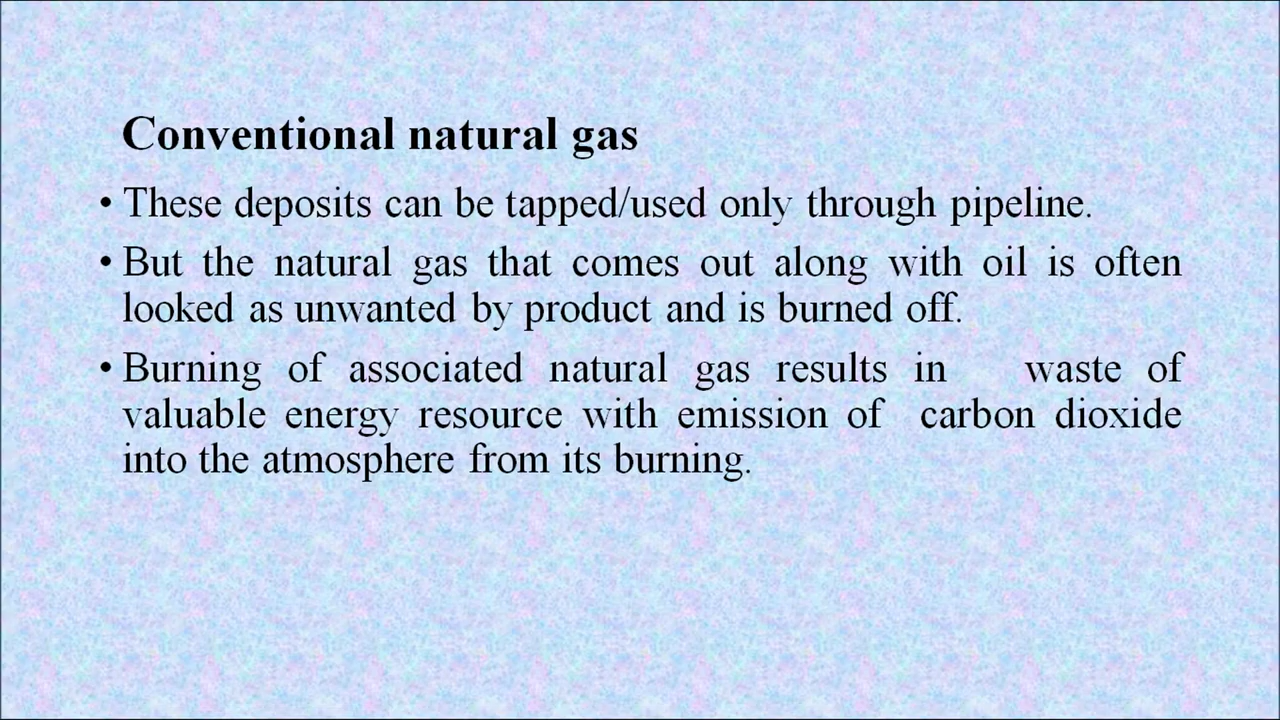 Conventional natural gas
• These deposits can be tapped/used only through pipeline.
• But the natural gas that comes out along with oil is often
looked as unwanted by product and is burned off.
• Burning of associated natural gas results in waste of
valuable energy resource with emission of carbon dioxide
into the atmosphere from its burning.